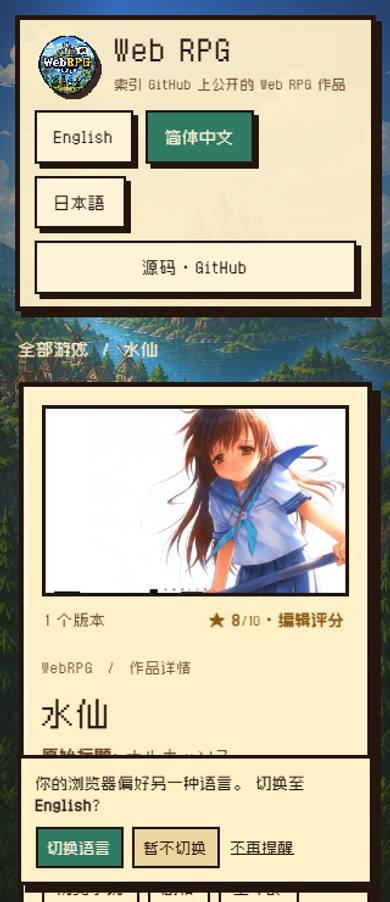 WebRPG
Web RPG
索引 GitHub 上公开的 Web RPG 作品
English
简体中文
日本語
源码・GitHub
全部游戏 / 水仙
1 个版本
★ 8/10・编辑评分
WebRPG / 作品详情
水仙
你的浏览器偏好另一种语言。 切换至
English?
切换语言
暂不切换
不再提醒